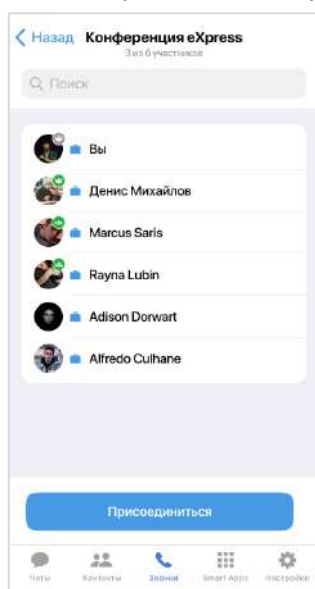 Назад Конференция eXpress
3 из 6 участников
Поиск
Вы
Денис Михайлов
Marcus Saris
Rayna Lubin
Adison Dorwart
Alfredo Culhane
Присоединиться
Чаты Контакты Звонки Smart Apps Настройки